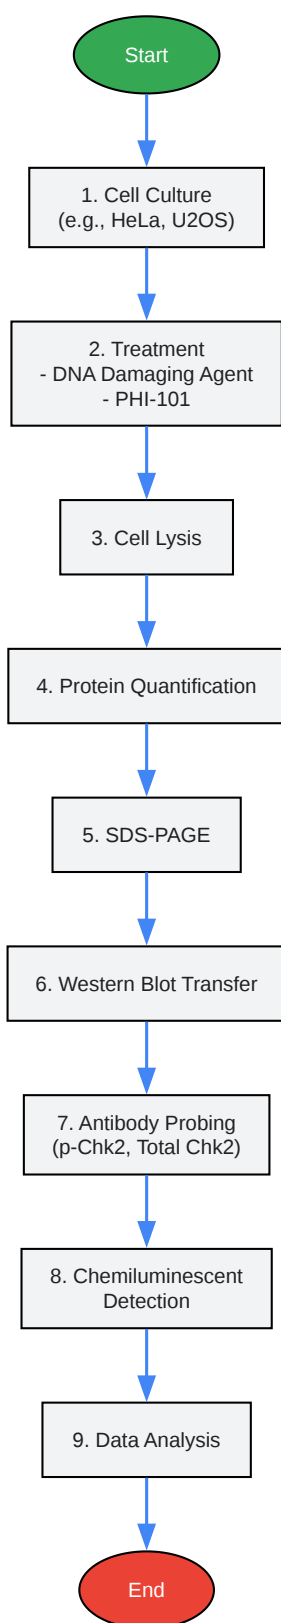 Start
1. Cell Culture
(e.g., HeLa, U2OS)
2. Treatment
- DNA Damaging Agent
- PHI-101
3. Cell Lysis
4. Protein Quantification
5. SDS-PAGE
6. Western Blot Transfer
7. Antibody Probing
(p-Chk2, Total Chk2)
8. Chemiluminescent
Detection
9. Data Analysis
End